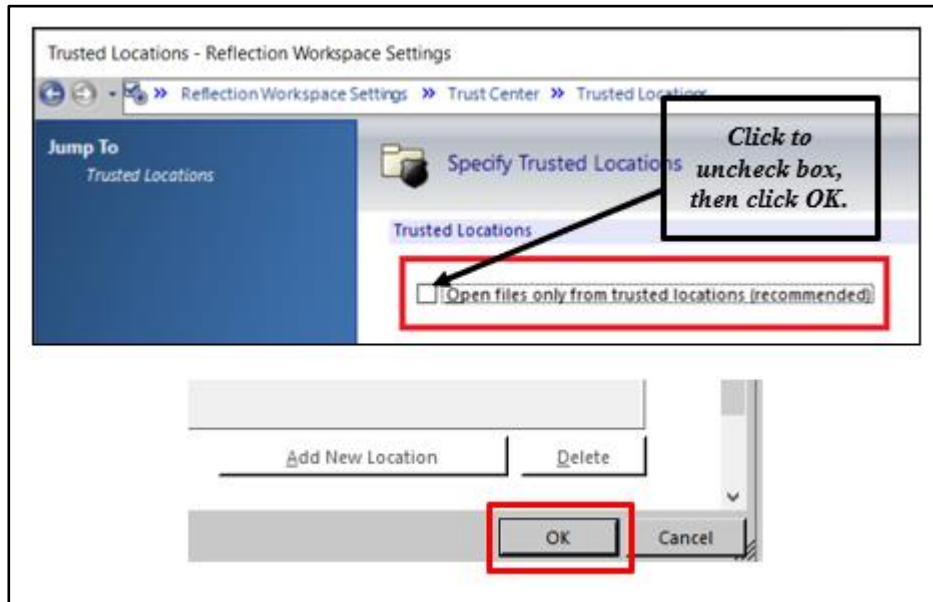 Trusted Locations - Reflection Workspace Settings
Reflection Workspace Settings » Trust Center » Trusted Locations
Jump To
Trusted Locations
Specify Trusted Locations
Click to
uncheck box,
then click OK.
Trusted Locations
Open files only from trusted locations (recommended)
Add New Location
Delete
OK
Cancel